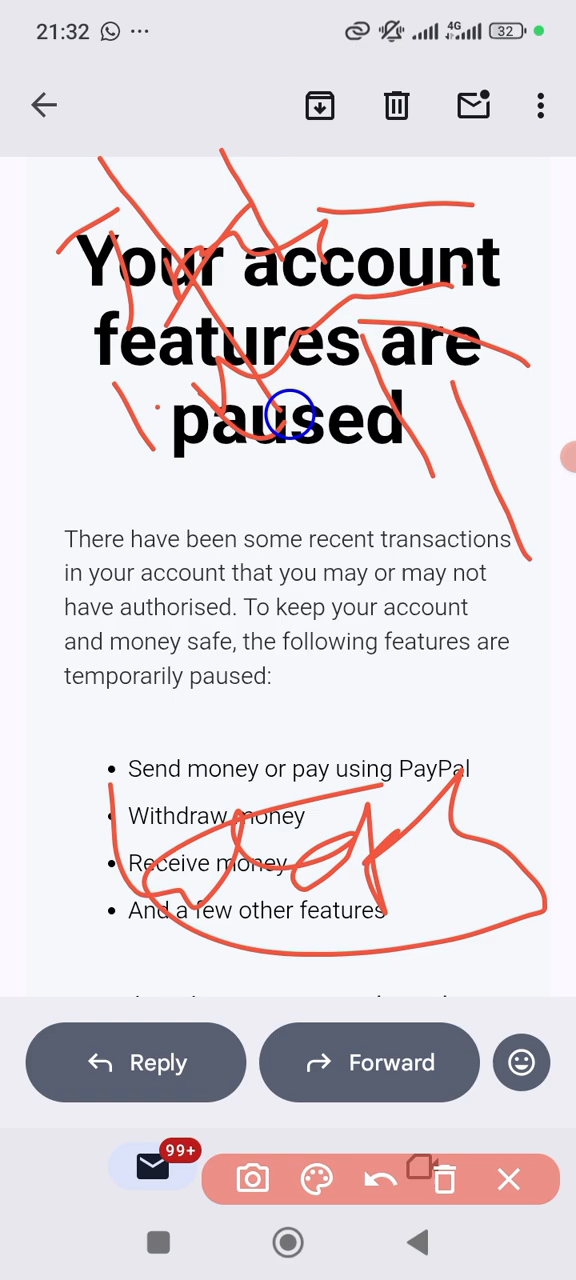 21:32
4G
32
Your account
features are
paused
There have been some recent transactions
in your account that you may or may not
have authorised. To keep your account
and money safe, the following features are
temporarily paused:
• Send money or pay using PayPal
• Withdraw money
• Receive money
• And a few other features
Reply
Forward
99+